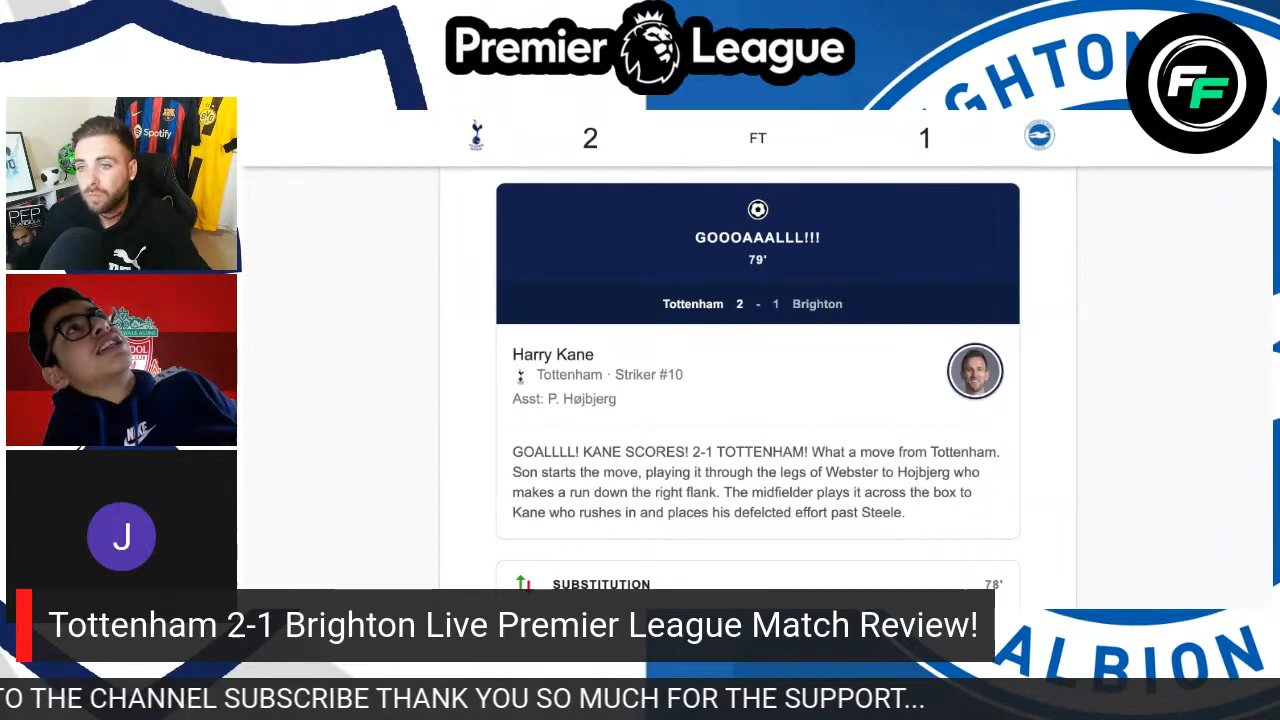 Premier League
GHTON
FF
Spotify
PEP
2 FT 1
GOOOAAALLL!!!
79'
Tottenham 2 - 1 Brighton
Harry Kane
Tottenham · Striker #10
Asst: P. Højbjerg
GOALLLL! KANE SCORES! 2-1 TOTTENHAM! What a move from Tottenham.
Son starts the move, playing it through the legs of Webster to Hojbjerg who
makes a run down the right flank. The midfielder plays it across the box to
Kane who rushes in and places his defelcted effort past Steele.
NIKE
J
SUBSTITUTION 78'
Tottenham 2-1 Brighton Live Premier League Match Review!
ALBION
TO THE CHANNEL SUBSCRIBE THANK YOU SO MUCH FOR THE SUPPORT...